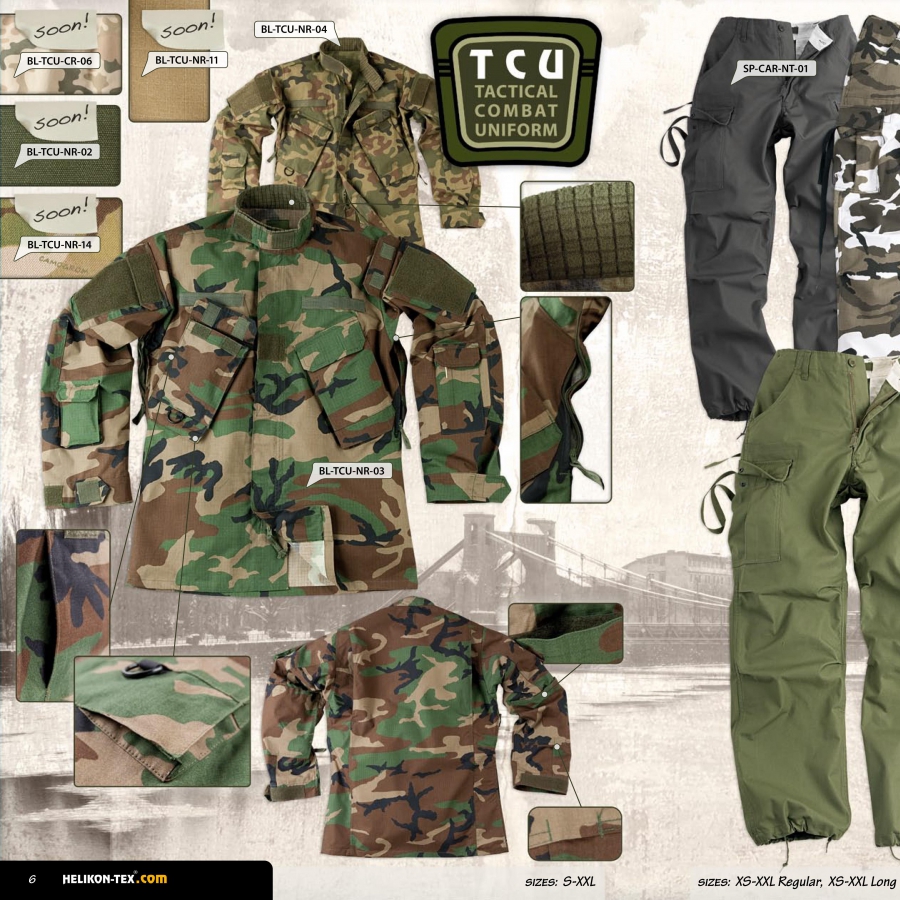 soon!
BL-TCU-CR-06
soon!
BL-TCU-NR-11
BL-TCU-NR-04
TCU
TACTICAL
COMBAT
UNIFORM
SP-CAR-NT-01
soon!
BL-TCU-NR-02
soon!
BL-TCU-NR-14
CAMOGROM
BL-TCU-NR-03
6
HELIKON-TEX®.COM
SIZES: S-XXL
SIZES: XS-XXL Regular, XS-XXL Long